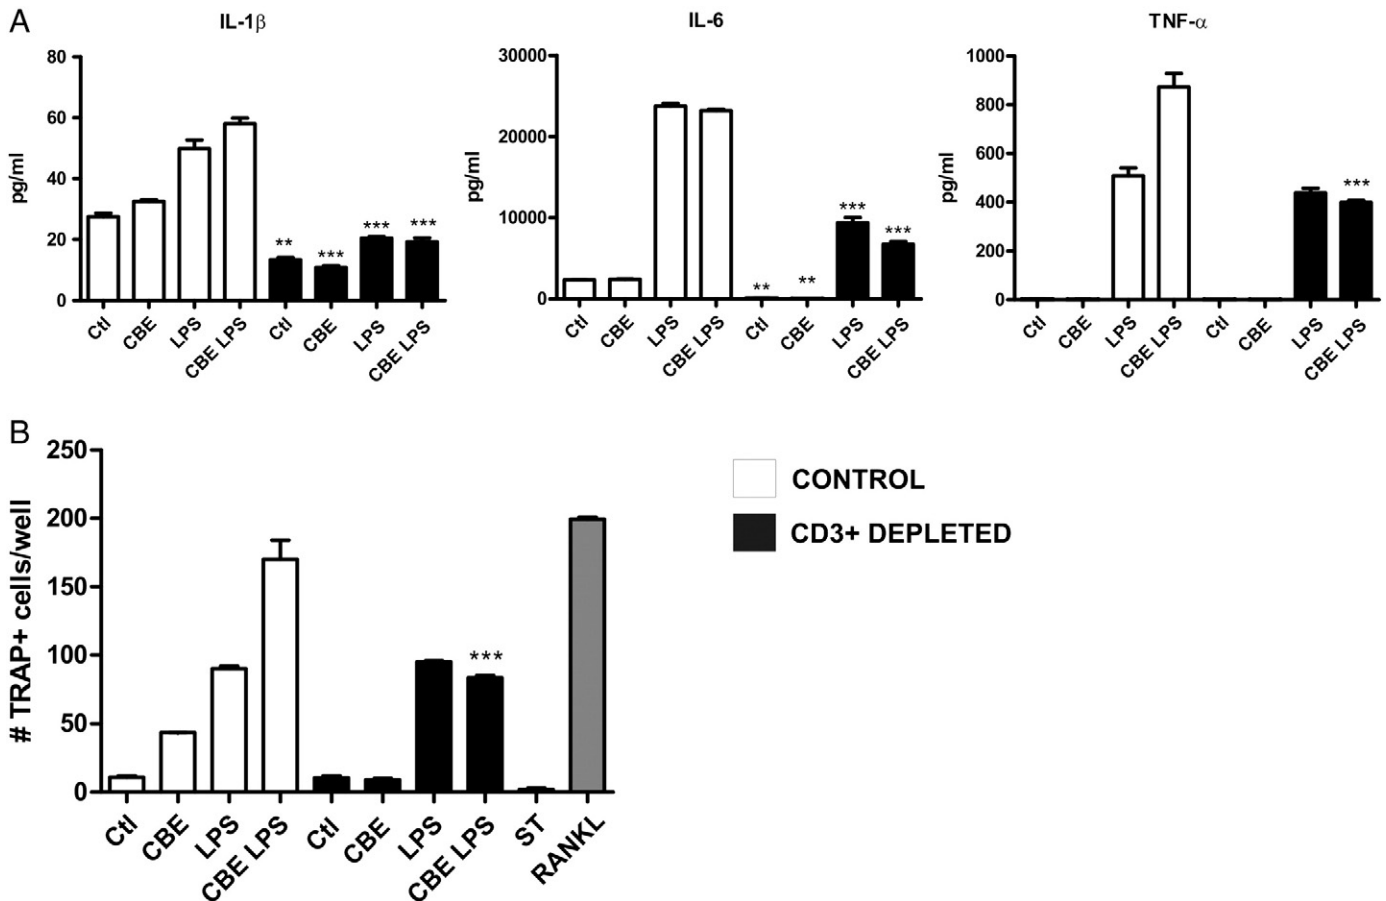 A
IL-1β
IL-6
TNF-α
80
60
40
20
0
pg/ml
** *** *** ***
Ctl CBE LPS CBE LPS Ctl CBE LPS CBE LPS
30000
20000
10000
0
pg/ml
** ** *** ***
Ctl CBE LPS CBE LPS Ctl CBE LPS CBE LPS
1000
800
600
400
200
0
pg/ml
***
Ctl CBE LPS CBE LPS Ctl CBE LPS CBE LPS
B
250
200
150
100
50
0
# TRAP+ cells/well
***
Ctl CBE LPS CBE LPS Ctl CBE LPS CBE LPS ST RANKL
CONTROL
CD3+ DEPLETED